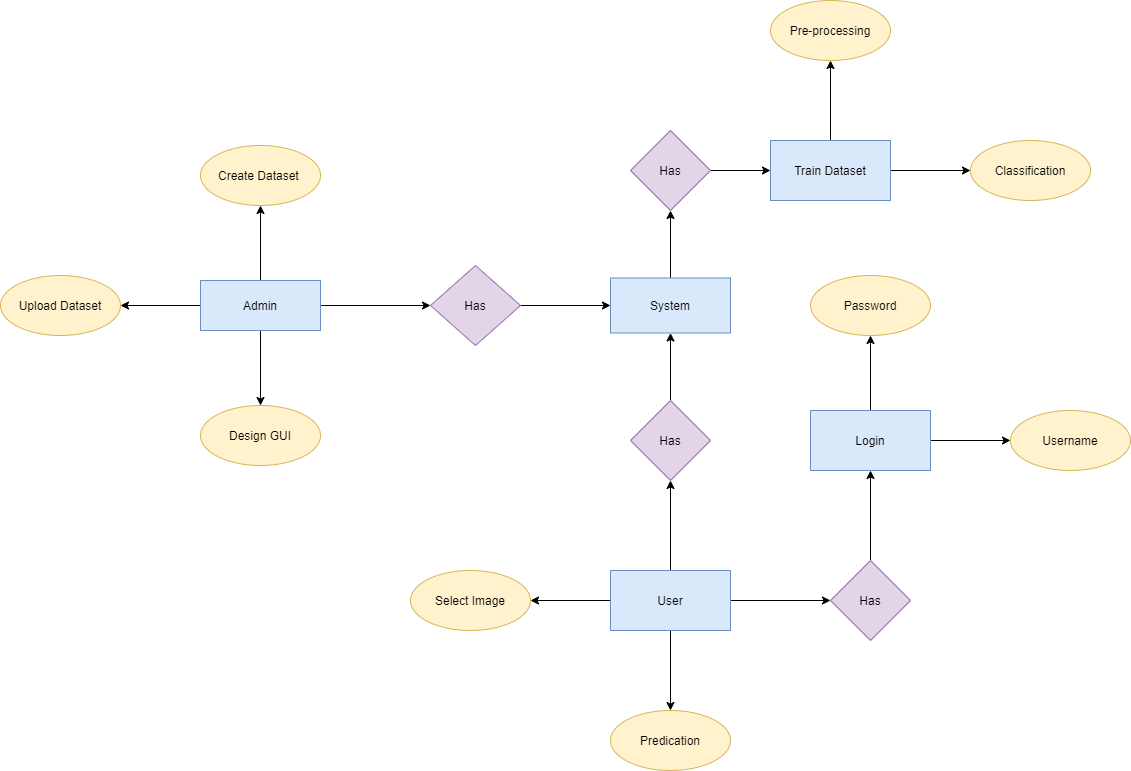 Pre-processing
Has
Train Dataset
Classification
Create Dataset
Upload Dataset
Admin
Has
System
Password
Design GUI
Has
Login
Username
Select Image
User
Has
Predication